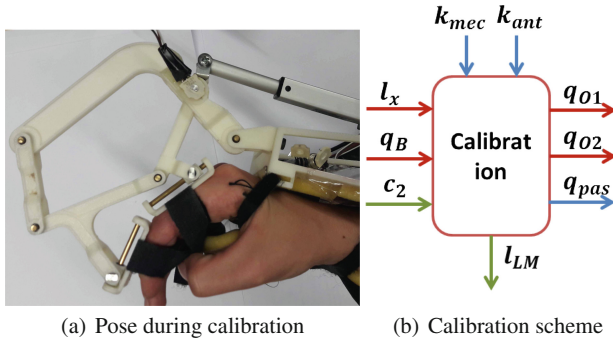 k_mec k_ant
l_x
q_B
c_2
Calibrat
ion
q_O1
q_O2
q_pas
l_LM
(a) Pose during calibration
(b) Calibration scheme